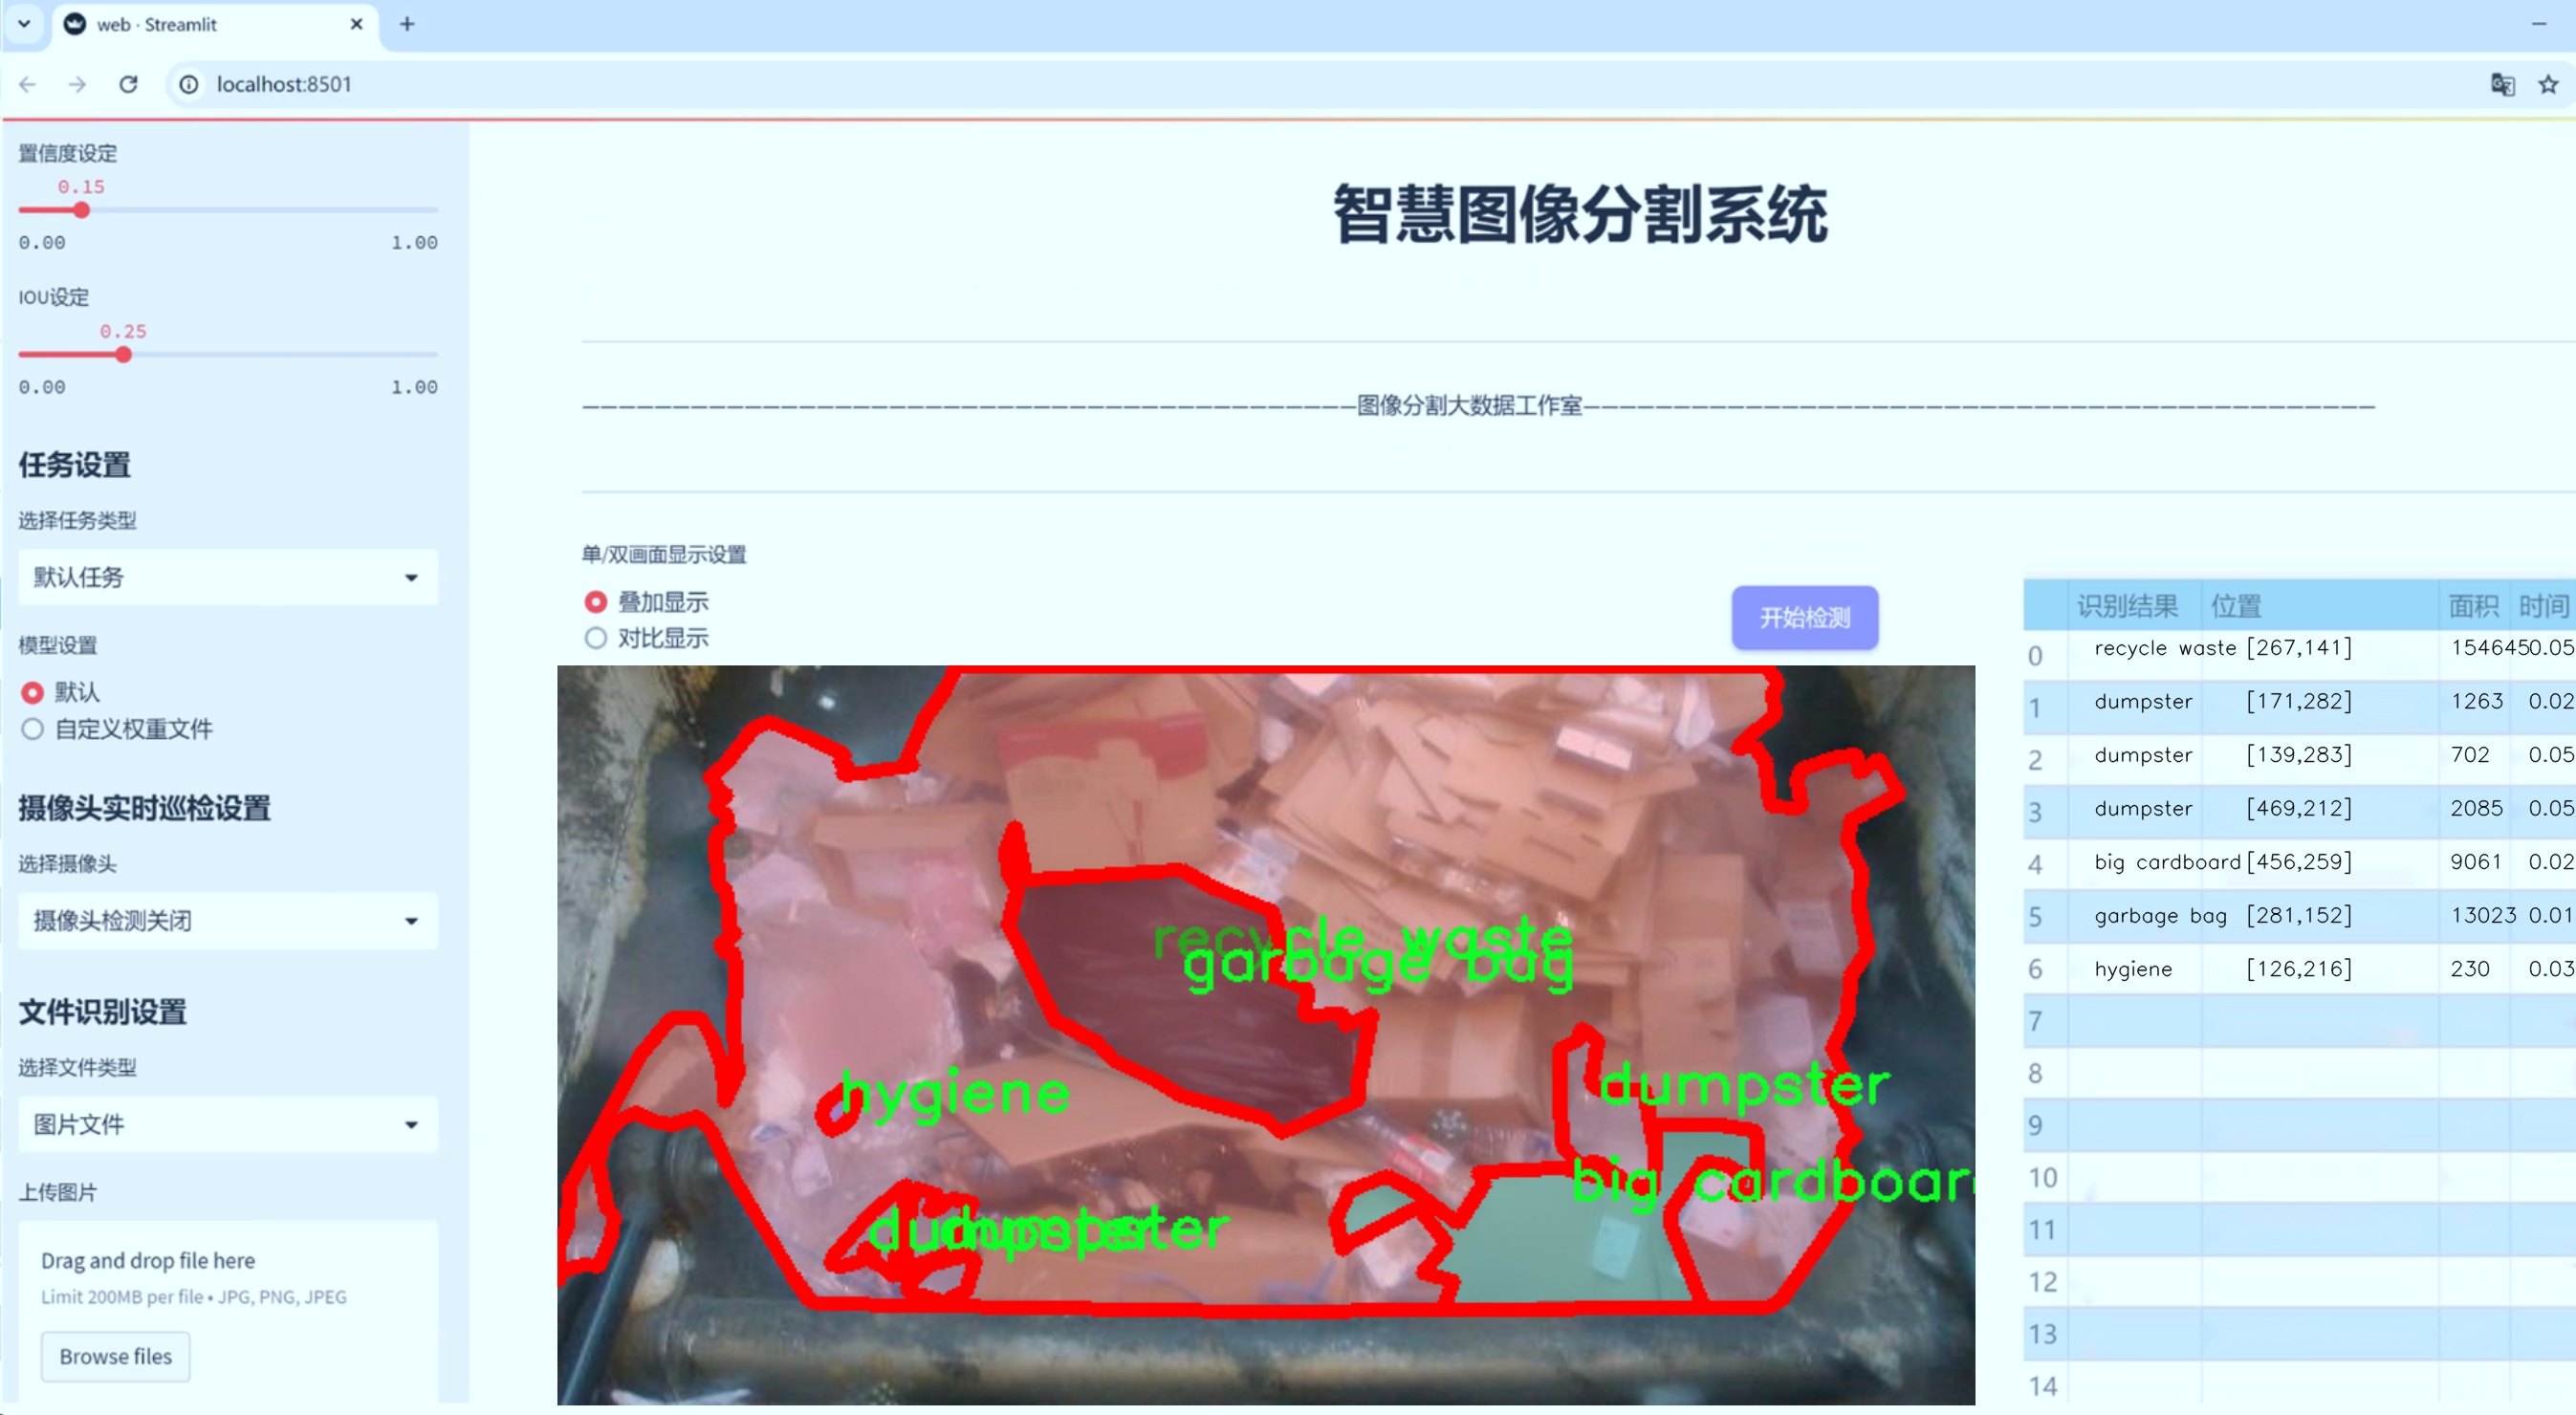 web · Streamlit
localhost:8501
置信度设定
0.15
0.00 1.00
IOU设定
0.25
0.00 1.00
任务设置
选择任务类型
默认任务
模型设置
默认
自定义权重文件
摄像头实时巡检设置
选择摄像头
摄像头检测关闭
文件识别设置
选择文件类型
图片文件
上传图片
Drag and drop file here
Limit 200MB per file • JPG, PNG, JPEG
Browse files
智慧图像分割系统
图像分割大数据工作室
单/双画面显示设置
叠加显示
对比显示
开始检测
recycle waste
garbage bag
hygiene
dumpster
big cardboar
dumpster
识别结果 位置 面积 时间
0 recycle waste [267,141] 1546450.05
1 dumpster [171,282] 1263 0.02
2 dumpster [139,283] 702 0.05
3 dumpster [469,212] 2085 0.05
4 big cardboard [456,259] 9061 0.02
5 garbage bag [281,152] 13023 0.01
6 hygiene [126,216] 230 0.03
7
8
9
10
11
12
13
14